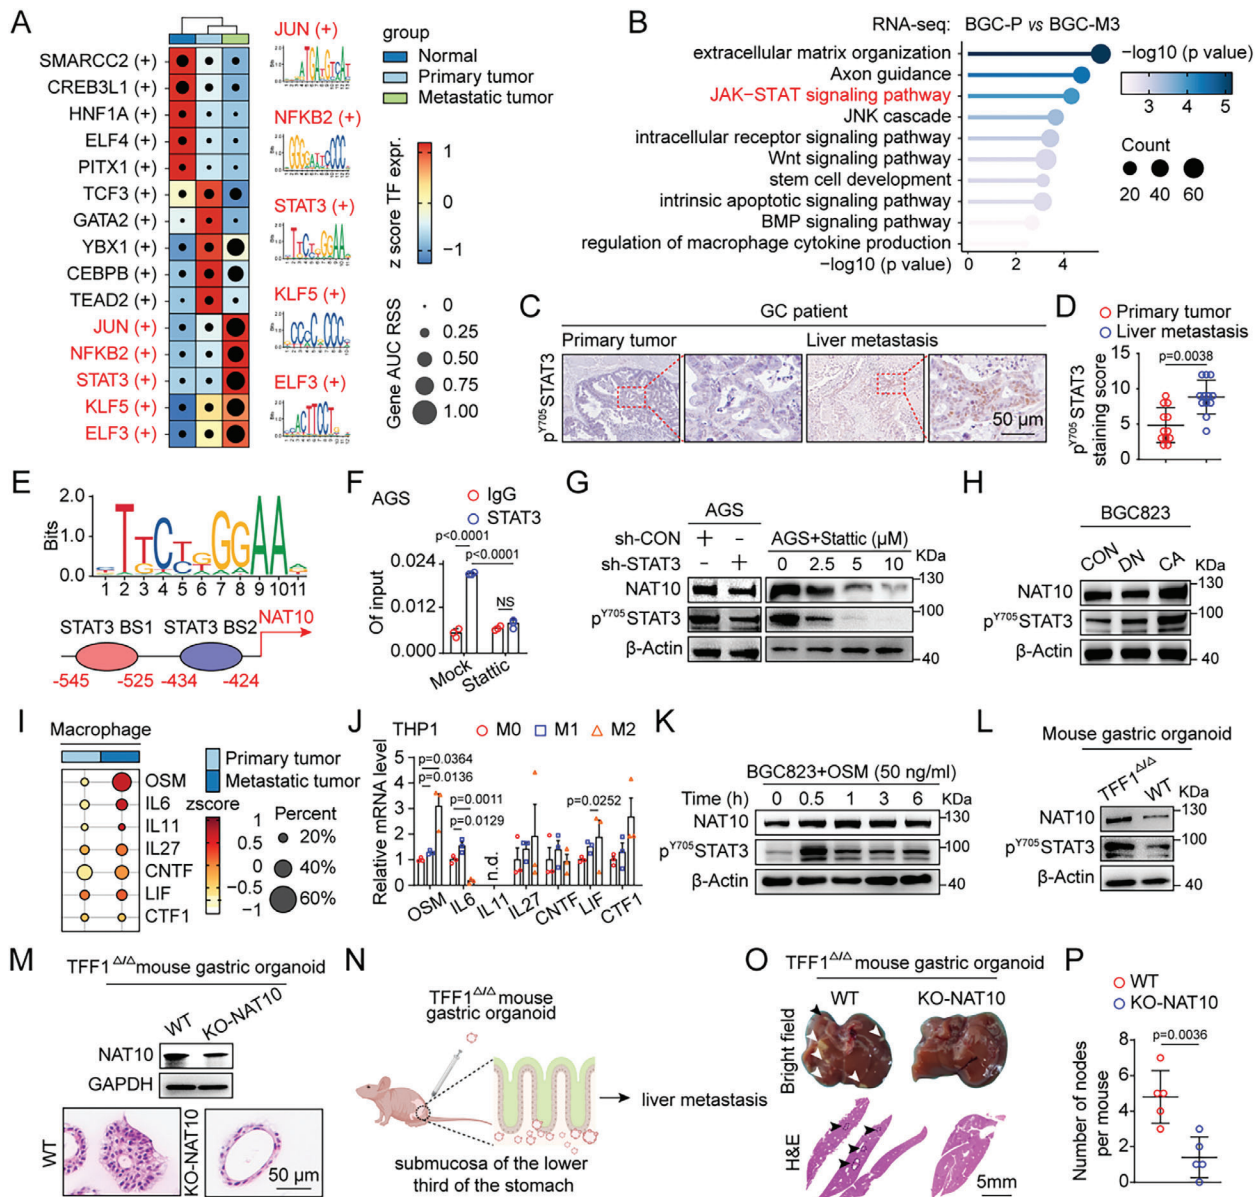 A
SMARCC2 (+)
CREB3L1 (+)
HNF1A (+)
ELF4 (+)
PITX1 (+)
TCF3 (+)
GATA2 (+)
YBX1 (+)
CEBPB (+)
TEAD2 (+)
JUN (+)
NFKB2 (+)
STAT3 (+)
KLF5 (+)
ELF3 (+)
JUN (+)
NFKB2 (+)
STAT3 (+)
KLF5 (+)
ELF3 (+)
group
Normal
Primary tumor
Metastatic tumor
z score TF expr.
1
0
−1
Gene AUC RSS
0
0.25
0.50
0.75
1.00
B
RNA-seq: BGC-P vs BGC-M3
extracellular matrix organization
Axon guidance
JAK−STAT signaling pathway
JNK cascade
intracellular receptor signaling pathway
Wnt signaling pathway
stem cell development
intrinsic apoptotic signaling pathway
BMP signaling pathway
regulation of macrophage cytokine production
−log10 (p value)
0 2 4
−log10 (p value)
3 4 5
Count
20 40 60
C
GC patient
Primary tumor
Liver metastasis
pY705STAT3
50 μm
D
Primary tumor
Liver metastasis
p=0.0038
pY705STAT3
staining score
15
10
5
0
E
Bits
2.0
1.0
0.0
TTCTGGGAA
1 2 3 4 5 6 7 8 9 10 11
STAT3 BS1
STAT3 BS2
NAT10
-545 -525 -434 -424
F
AGS
IgG
STAT3
p<0.0001
p<0.0001
NS
Of input
0.024
0.012
0.000
Mock
Stattic
G
AGS
sh-CON + −
sh-STAT3 - +
AGS+Stattic (μM)
0 2.5 5 10
KDa
NAT10
130
pY705STAT3
100
β-Actin
40
H
BGC823
CON DN CA
KDa
NAT10
130
pY705STAT3
100
β-Actin
40
I
Macrophage
Primary tumor
Metastatic tumor
OSM
IL6
IL11
IL27
CNTF
LIF
CTF1
zscore
1
0.5
0
−0.5
−1
Percent
20%
40%
60%
J
THP1
M0 M1 M2
Relative mRNA level
5
4
3
2
1
0
p=0.0364
p=0.0136
p=0.0011
p=0.0129
n.d.
p=0.0252
OSM IL6 IL11 IL27 CNTF LIF CTF1
K
BGC823+OSM (50 ng/ml)
Time (h) 0 0.5 1 3 6 KDa
NAT10
130
pY705STAT3
100
β-Actin
40
L
Mouse gastric organoid
TFF1Δ/Δ WT
KDa
NAT10
130
pY705STAT3
100
β-Actin
40
M
TFF1Δ/Δ mouse gastric organoid
WT KO-NAT10
NAT10
GAPDH
WT
KO-NAT10
50 μm
N
TFF1Δ/Δ mouse
gastric organoid
liver metastasis
submucosa of the lower
third of the stomach
O
TFF1Δ/Δ mouse gastric organoid
WT KO-NAT10
Bright field
H&E
5mm
P
WT
KO-NAT10
p=0.0036
Number of nodes
per mouse
8
6
4
2
0